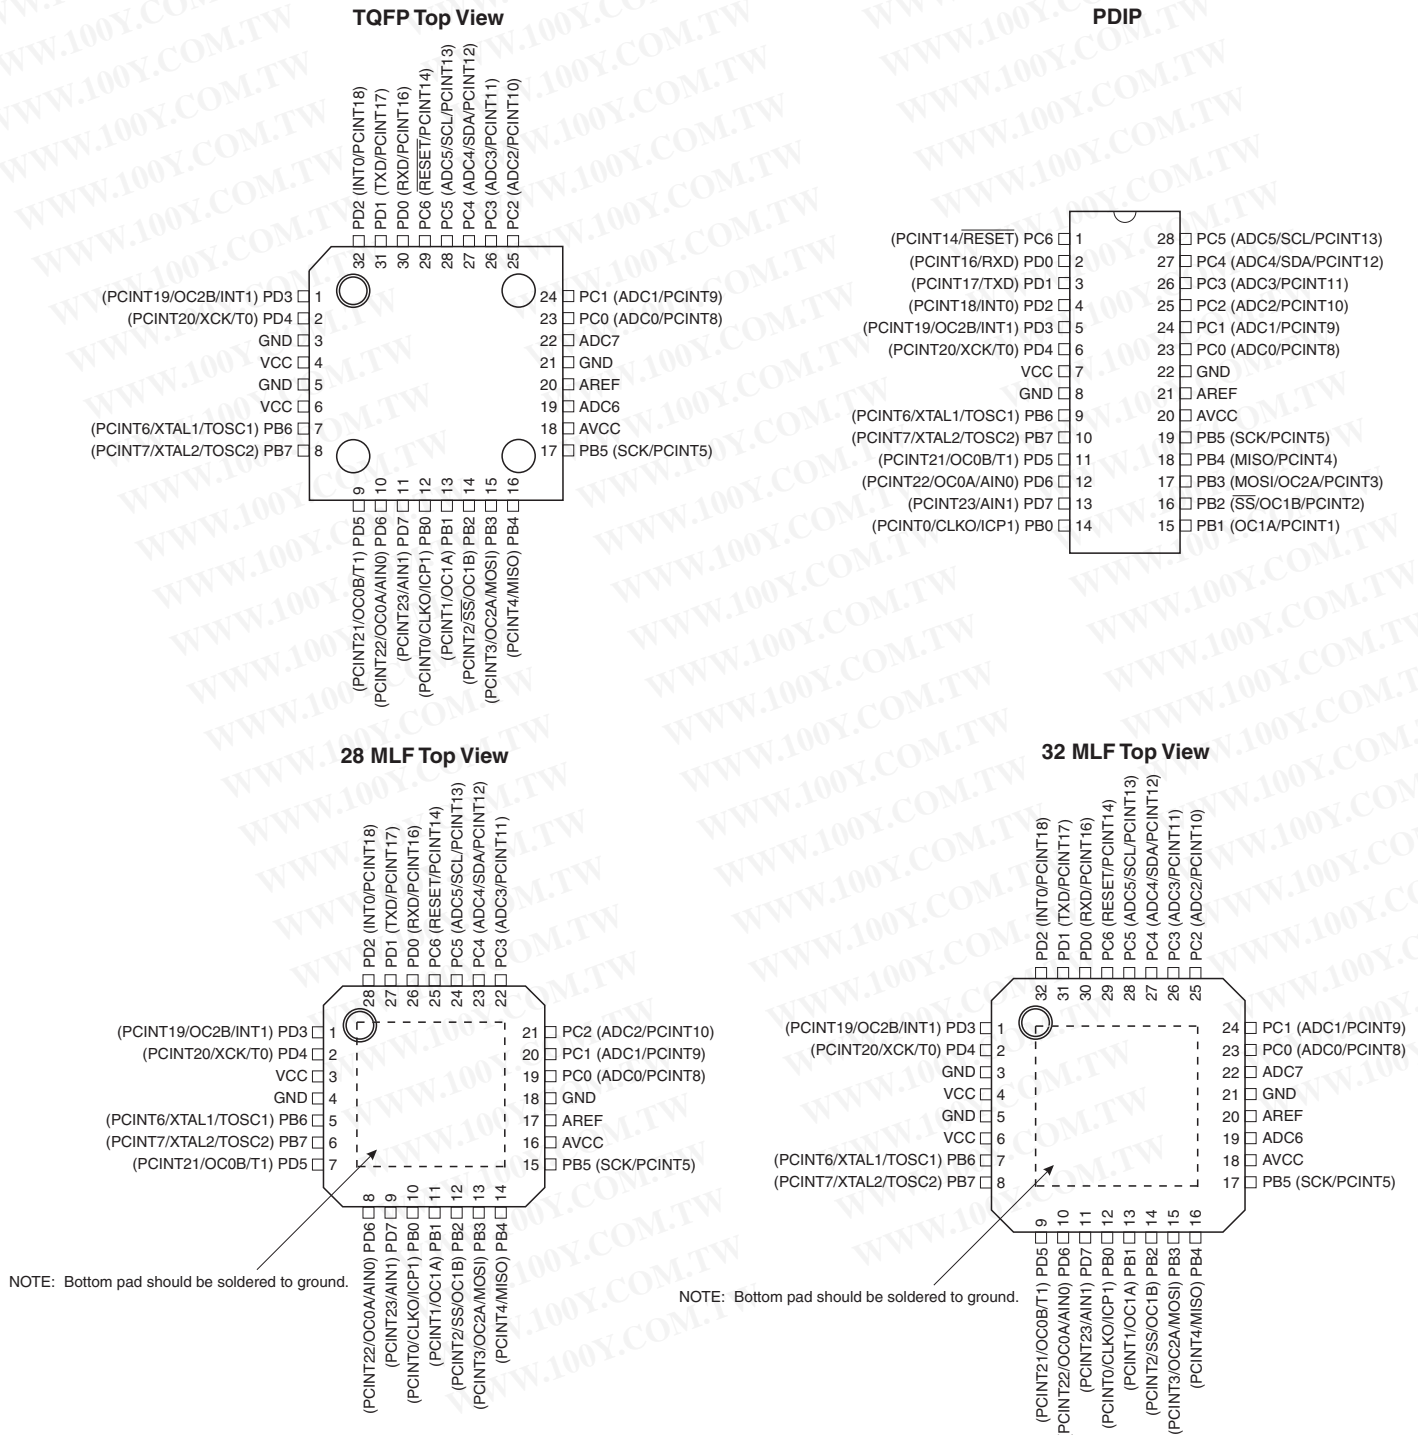 TQFP Top View
PD2 (INT0/PCINT18)
PD1 (TXD/PCINT17)
PD0 (RXD/PCINT16)
PC6 (RESET/PCINT14)
PC5 (ADC5/SCL/PCINT13)
PC4 (ADC4/SDA/PCINT12)
PC3 (ADC3/PCINT11)
PC2 (ADC2/PCINT10)
32 31 30 29 28 27 26 25
(PCINT19/OC2B/INT1) PD3 1
(PCINT20/XCK/T0) PD4 2
GND 3
VCC 4
GND 5
VCC 6
(PCINT6/XTAL1/TOSC1) PB6 7
(PCINT7/XTAL2/TOSC2) PB7 8
24 PC1 (ADC1/PCINT9)
23 PC0 (ADC0/PCINT8)
22 ADC7
21 GND
20 AREF
19 ADC6
18 AVCC
17 PB5 (SCK/PCINT5)
9 10 11 12 13 14 15 16
(PCINT21/OC0B/T1) PD5
(PCINT22/OC0A/AIN0) PD6
(PCINT23/AIN1) PD7
(PCINT0/CLKO/ICP1) PB0
(PCINT1/OC1A) PB1
(PCINT2/SS/OC1B) PB2
(PCINT3/OC2A/MOSI) PB3
(PCINT4/MISO) PB4
PDIP
(PCINT14/RESET) PC6 1
(PCINT16/RXD) PD0 2
(PCINT17/TXD) PD1 3
(PCINT18/INT0) PD2 4
(PCINT19/OC2B/INT1) PD3 5
(PCINT20/XCK/T0) PD4 6
VCC 7
GND 8
(PCINT6/XTAL1/TOSC1) PB6 9
(PCINT7/XTAL2/TOSC2) PB7 10
(PCINT21/OC0B/T1) PD5 11
(PCINT22/OC0A/AIN0) PD6 12
(PCINT23/AIN1) PD7 13
(PCINT0/CLKO/ICP1) PB0 14
28 PC5 (ADC5/SCL/PCINT13)
27 PC4 (ADC4/SDA/PCINT12)
26 PC3 (ADC3/PCINT11)
25 PC2 (ADC2/PCINT10)
24 PC1 (ADC1/PCINT9)
23 PC0 (ADC0/PCINT8)
22 GND
21 AREF
20 AVCC
19 PB5 (SCK/PCINT5)
18 PB4 (MISO/PCINT4)
17 PB3 (MOSI/OC2A/PCINT3)
16 PB2 (SS/OC1B/PCINT2)
15 PB1 (OC1A/PCINT1)
28 MLF Top View
PD2 (INT0/PCINT18)
PD1 (TXD/PCINT17)
PD0 (RXD/PCINT16)
PC6 (RESET/PCINT14)
PC5 (ADC5/SCL/PCINT13)
PC4 (ADC4/SDA/PCINT12)
PC3 (ADC3/PCINT11)
28 27 26 25 24 23 22
(PCINT19/OC2B/INT1) PD3 1
(PCINT20/XCK/T0) PD4 2
VCC 3
GND 4
(PCINT6/XTAL1/TOSC1) PB6 5
(PCINT7/XTAL2/TOSC2) PB7 6
(PCINT21/OC0B/T1) PD5 7
21 PC2 (ADC2/PCINT10)
20 PC1 (ADC1/PCINT9)
19 PC0 (ADC0/PCINT8)
18 GND
17 AREF
16 AVCC
15 PB5 (SCK/PCINT5)
8 9 10 11 12 13 14
(PCINT22/OC0A/AIN0) PD6
(PCINT23/AIN1) PD7
(PCINT0/CLKO/ICP1) PB0
(PCINT1/OC1A) PB1
(PCINT2/SS/OC1B) PB2
(PCINT3/OC2A/MOSI) PB3
(PCINT4/MISO) PB4
NOTE: Bottom pad should be soldered to ground.
32 MLF Top View
PD2 (INT0/PCINT18)
PD1 (TXD/PCINT17)
PD0 (RXD/PCINT16)
PC6 (RESET/PCINT14)
PC5 (ADC5/SCL/PCINT13)
PC4 (ADC4/SDA/PCINT12)
PC3 (ADC3/PCINT11)
PC2 (ADC2/PCINT10)
32 31 30 29 28 27 26 25
(PCINT19/OC2B/INT1) PD3 1
(PCINT20/XCK/T0) PD4 2
GND 3
VCC 4
GND 5
VCC 6
(PCINT6/XTAL1/TOSC1) PB6 7
(PCINT7/XTAL2/TOSC2) PB7 8
24 PC1 (ADC1/PCINT9)
23 PC0 (ADC0/PCINT8)
22 ADC7
21 GND
20 AREF
19 ADC6
18 AVCC
17 PB5 (SCK/PCINT5)
9 10 11 12 13 14 15 16
(PCINT21/OC0B/T1) PD5
PCINT22/OC0A/AIN0) PD6
(PCINT23/AIN1) PD7
(PCINT0/CLKO/ICP1) PB0
(PCINT1/OC1A) PB1
(PCINT2/SS/OC1B) PB2
PCINT3/OC2A/MOSI) PB3
(PCINT4/MISO) PB4
NOTE: Bottom pad should be soldered to ground.
WWW.100Y.COM.TW